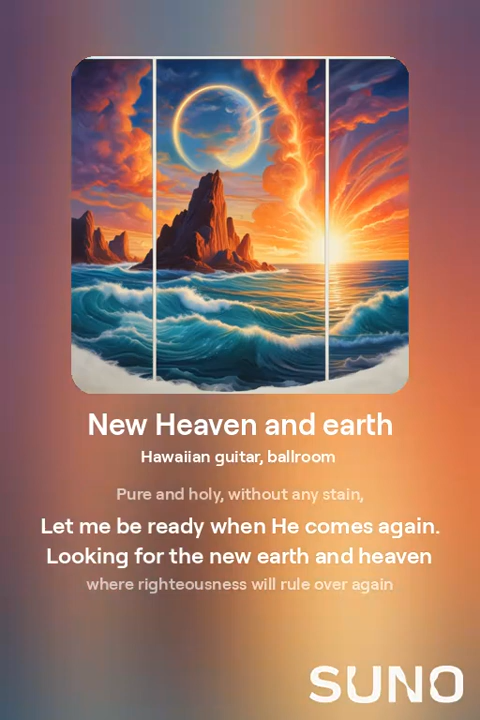 New Heaven and earth
Hawaiian guitar, ballroom
Pure and holy, without any stain,
Let me be ready when He comes again.
Looking for the new earth and heaven
where righteousness will rule over again
SUNO